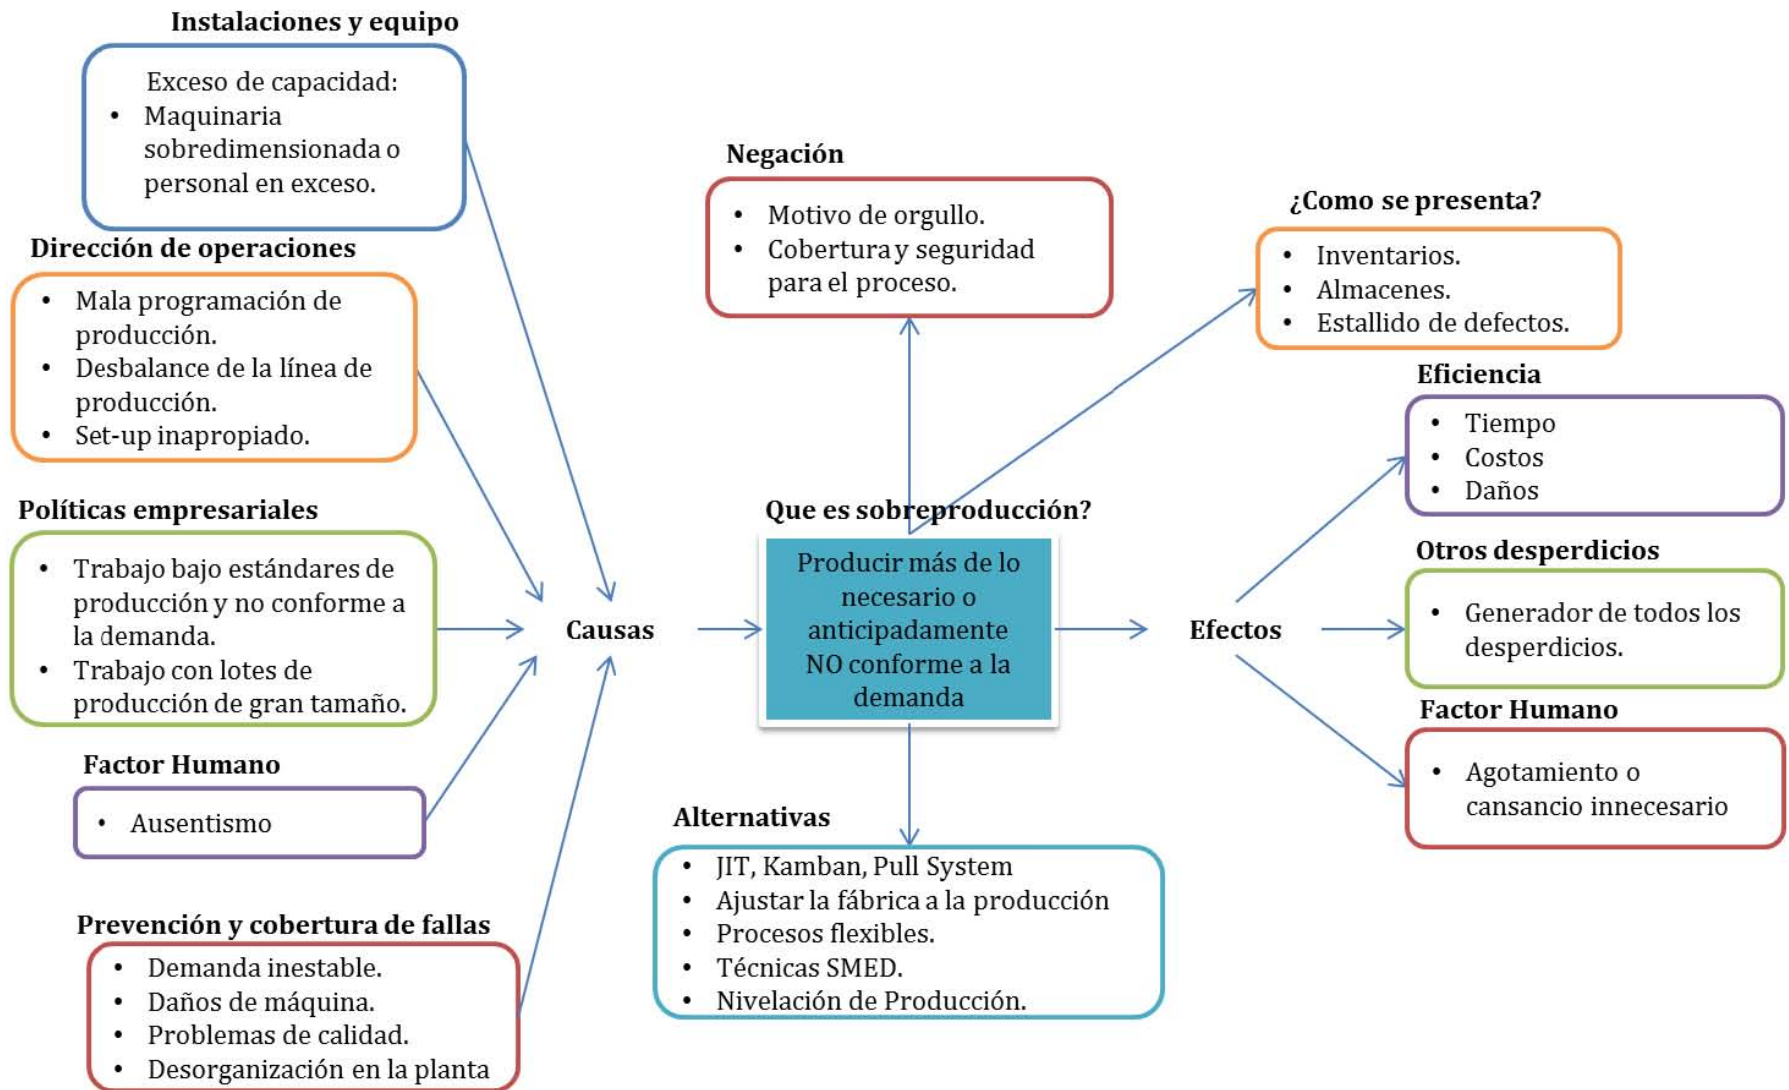 Instalaciones y equipo
Exceso de capacidad:
• Maquinaria
sobredimensionada o
personal en exceso.
Dirección de operaciones
• Mala programación de
producción.
• Desbalance de la línea de
producción.
• Set-up inapropiado.
Políticas empresariales
• Trabajo bajo estándares de
producción y no conforme a
la demanda.
• Trabajo con lotes de
producción de gran tamaño.
Factor Humano
• Ausentismo
Prevención y cobertura de fallas
• Demanda inestable.
• Daños de máquina.
• Problemas de calidad.
• Desorganización en la planta
Causas
Negación
• Motivo de orgullo.
• Cobertura y seguridad
para el proceso.
Que es sobreproducción?
Producir más de lo
necesario o
anticipadamente
NO conforme a la
demanda
Alternativas
• JIT, Kamban, Pull System
• Ajustar la fábrica a la producción
• Procesos flexibles.
• Técnicas SMED.
• Nivelación de Producción.
¿Como se presenta?
• Inventarios.
• Almacenes.
• Estallido de defectos.
Efectos
Eficiencia
• Tiempo
• Costos
• Daños
Otros desperdicios
• Generador de todos los
desperdicios.
Factor Humano
• Agotamiento o
cansancio innecesario